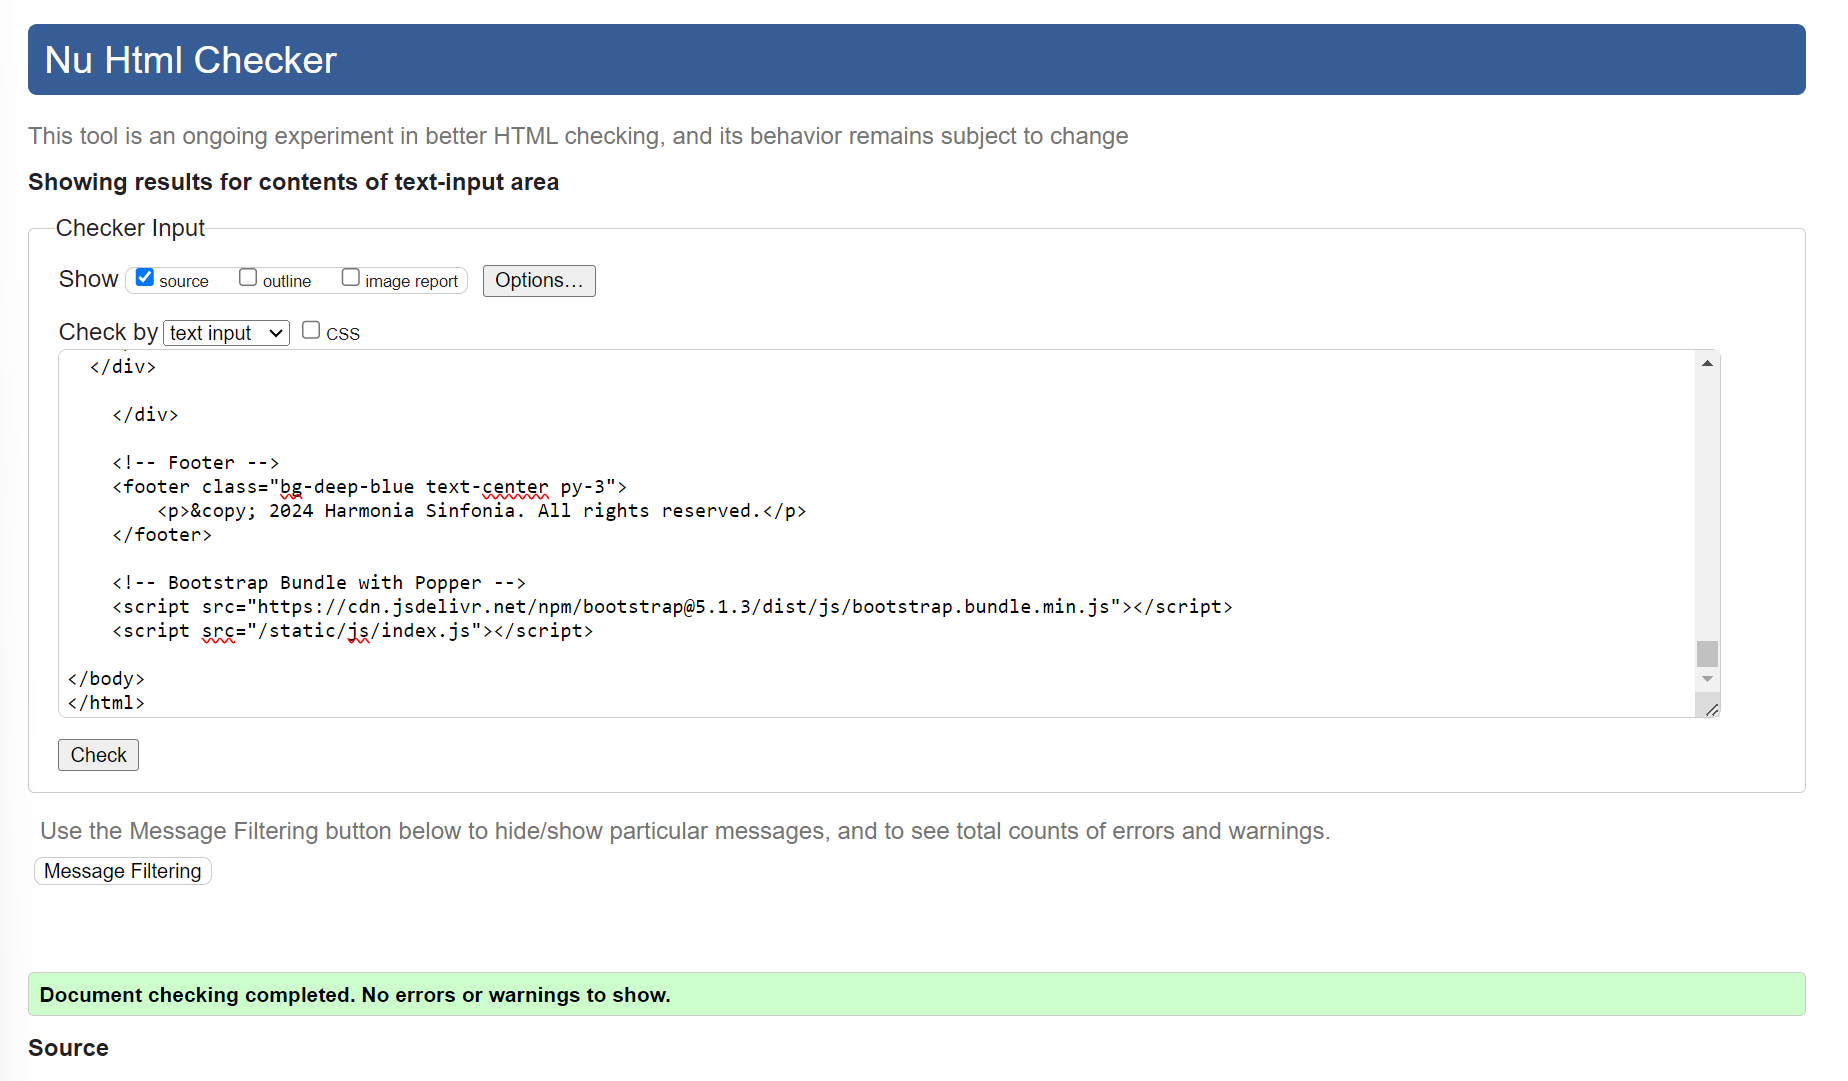 Nu Html Checker
This tool is an ongoing experiment in better HTML checking, and its behavior remains subject to change
Showing results for contents of text-input area
Checker Input
Show source outline image report Options...
Check by text input CSS
</div>
</div>
<!-- Footer -->
<footer class="bg-deep-blue text-center py-3">
<p>&copy; 2024 Harmonia Sinfonia. All rights reserved.</p>
</footer>
<!-- Bootstrap Bundle with Popper -->
<script src="https://cdn.jsdelivr.net/npm/bootstrap@5.1.3/dist/js/bootstrap.bundle.min.js"></script>
<script src="/static/js/index.js"></script>
</body>
</html>
Check
Use the Message Filtering button below to hide/show particular messages, and to see total counts of errors and warnings.
Message Filtering
Document checking completed. No errors or warnings to show.
Source